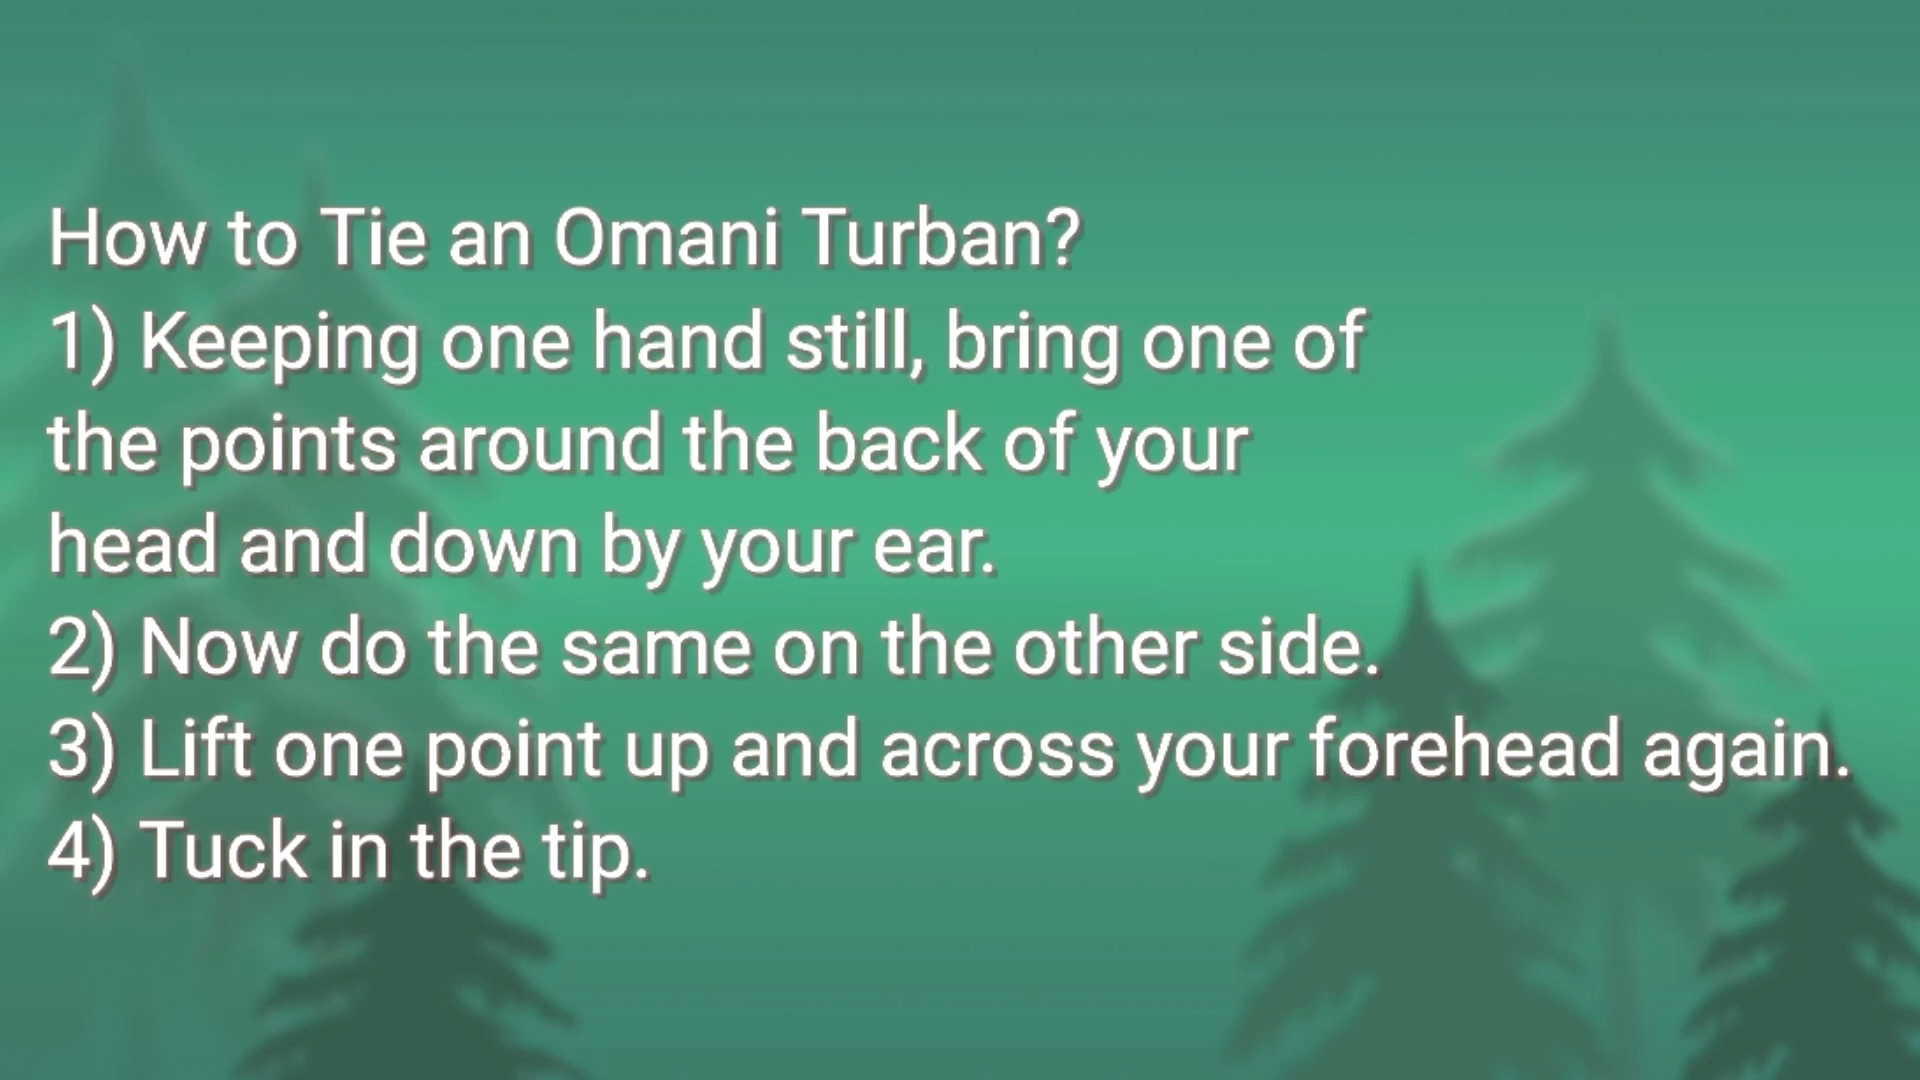 How to Tie an Omani Turban?
1) Keeping one hand still, bring one of
the points around the back of your
head and down by your ear.
2) Now do the same on the other side.
3) Lift one point up and across your forehead again.
4) Tuck in the tip.